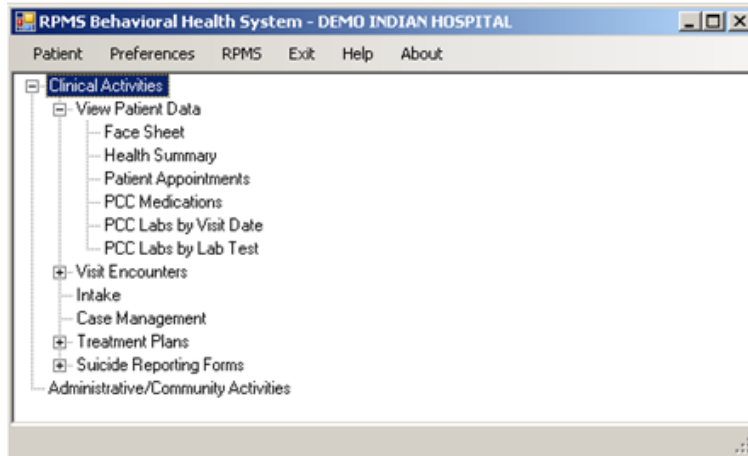 RPMS Behavioral Health System - DEMO INDIAN HOSPITAL
Patient Preferences RPMS Exit Help About
Clinical Activities
View Patient Data
Face Sheet
Health Summary
Patient Appointments
PCC Medications
PCC Labs by Visit Date
PCC Labs by Lab Test
Visit Encounters
Intake
Case Management
Treatment Plans
Suicide Reporting Forms
Administrative/Community Activities